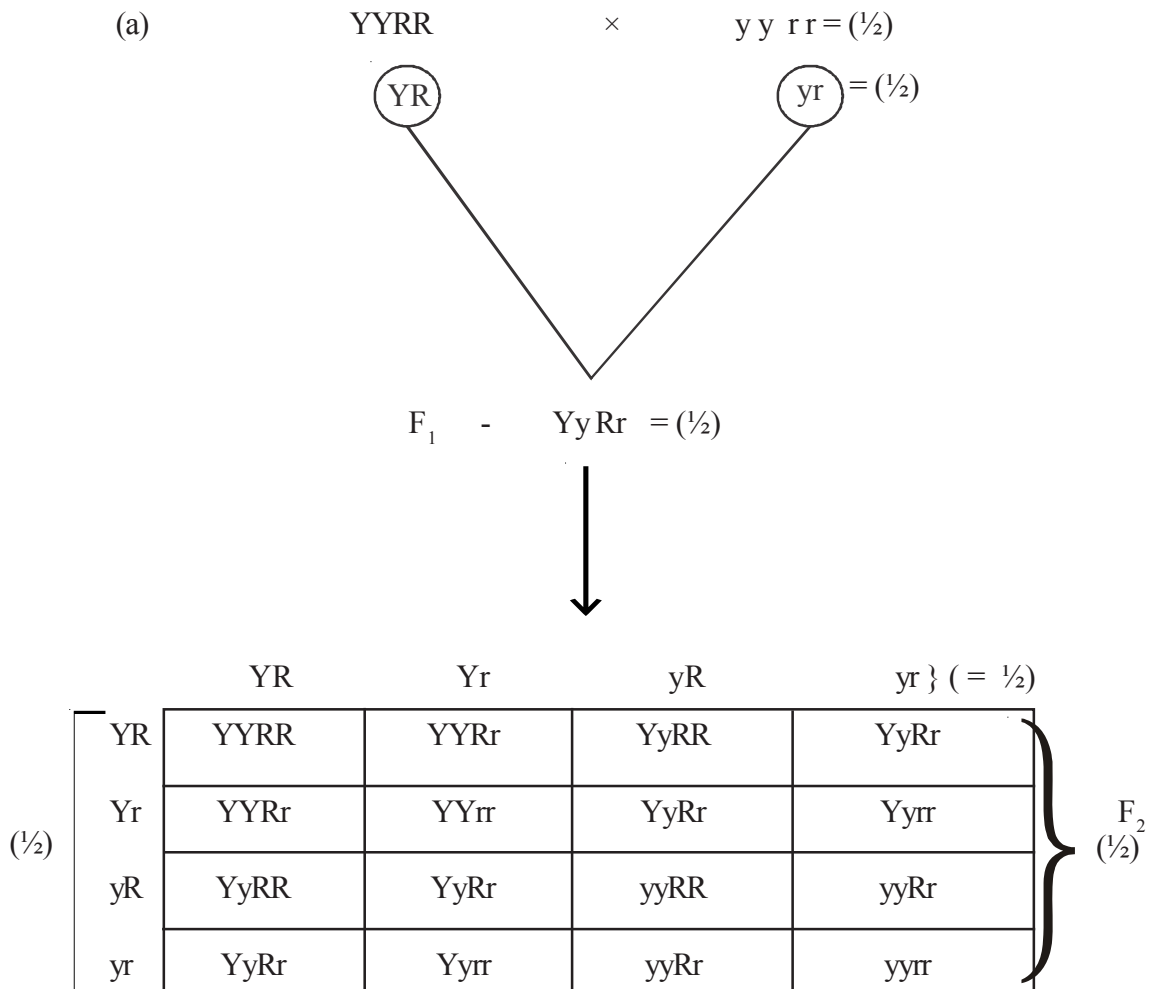 (a) YYRR × y y r r = (½)
YR yr = (½)
F₁ - Yy Rr = (½)
YR Yr yR yr } ( = ½)
YR YYRR YYRr YyRR YyRr
Yr YYRr YYrr YyRr Yyrr F₂
(½) (½)
yR YyRR YyRr yyRR yyRr
yr YyRr Yyrr yyRr yyrr